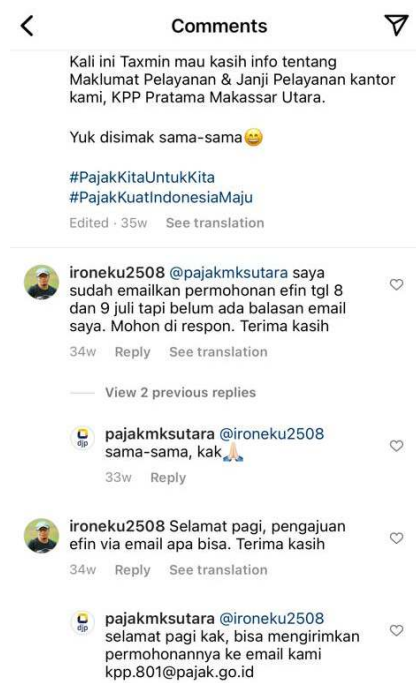 Comments
Kali ini Taxmin mau kasih info tentang
Maklumat Pelayanan & Janji Pelayanan kantor
kami, KPP Pratama Makassar Utara.
Yuk disimak sama-sama😄
#PajakKitaUntukKita
#PajakKuatIndonesiaMaju
Edited · 35w See translation
ironeku2508 @pajakmksutara saya
sudah emailkan permohonan efin tgl 8
dan 9 juli tapi belum ada balasan email
saya. Mohon di respon. Terima kasih
34w Reply See translation
View 2 previous replies
djp
pajakmksutara @ironeku2508
sama-sama, kak🙏🏻
33w Reply
ironeku2508 Selamat pagi, pengajuan
efin via email apa bisa. Terima kasih
34w Reply See translation
djp
pajakmksutara @ironeku2508
selamat pagi kak, bisa mengirimkan
permohonannya ke email kami
kpp.801@pajak.go.id